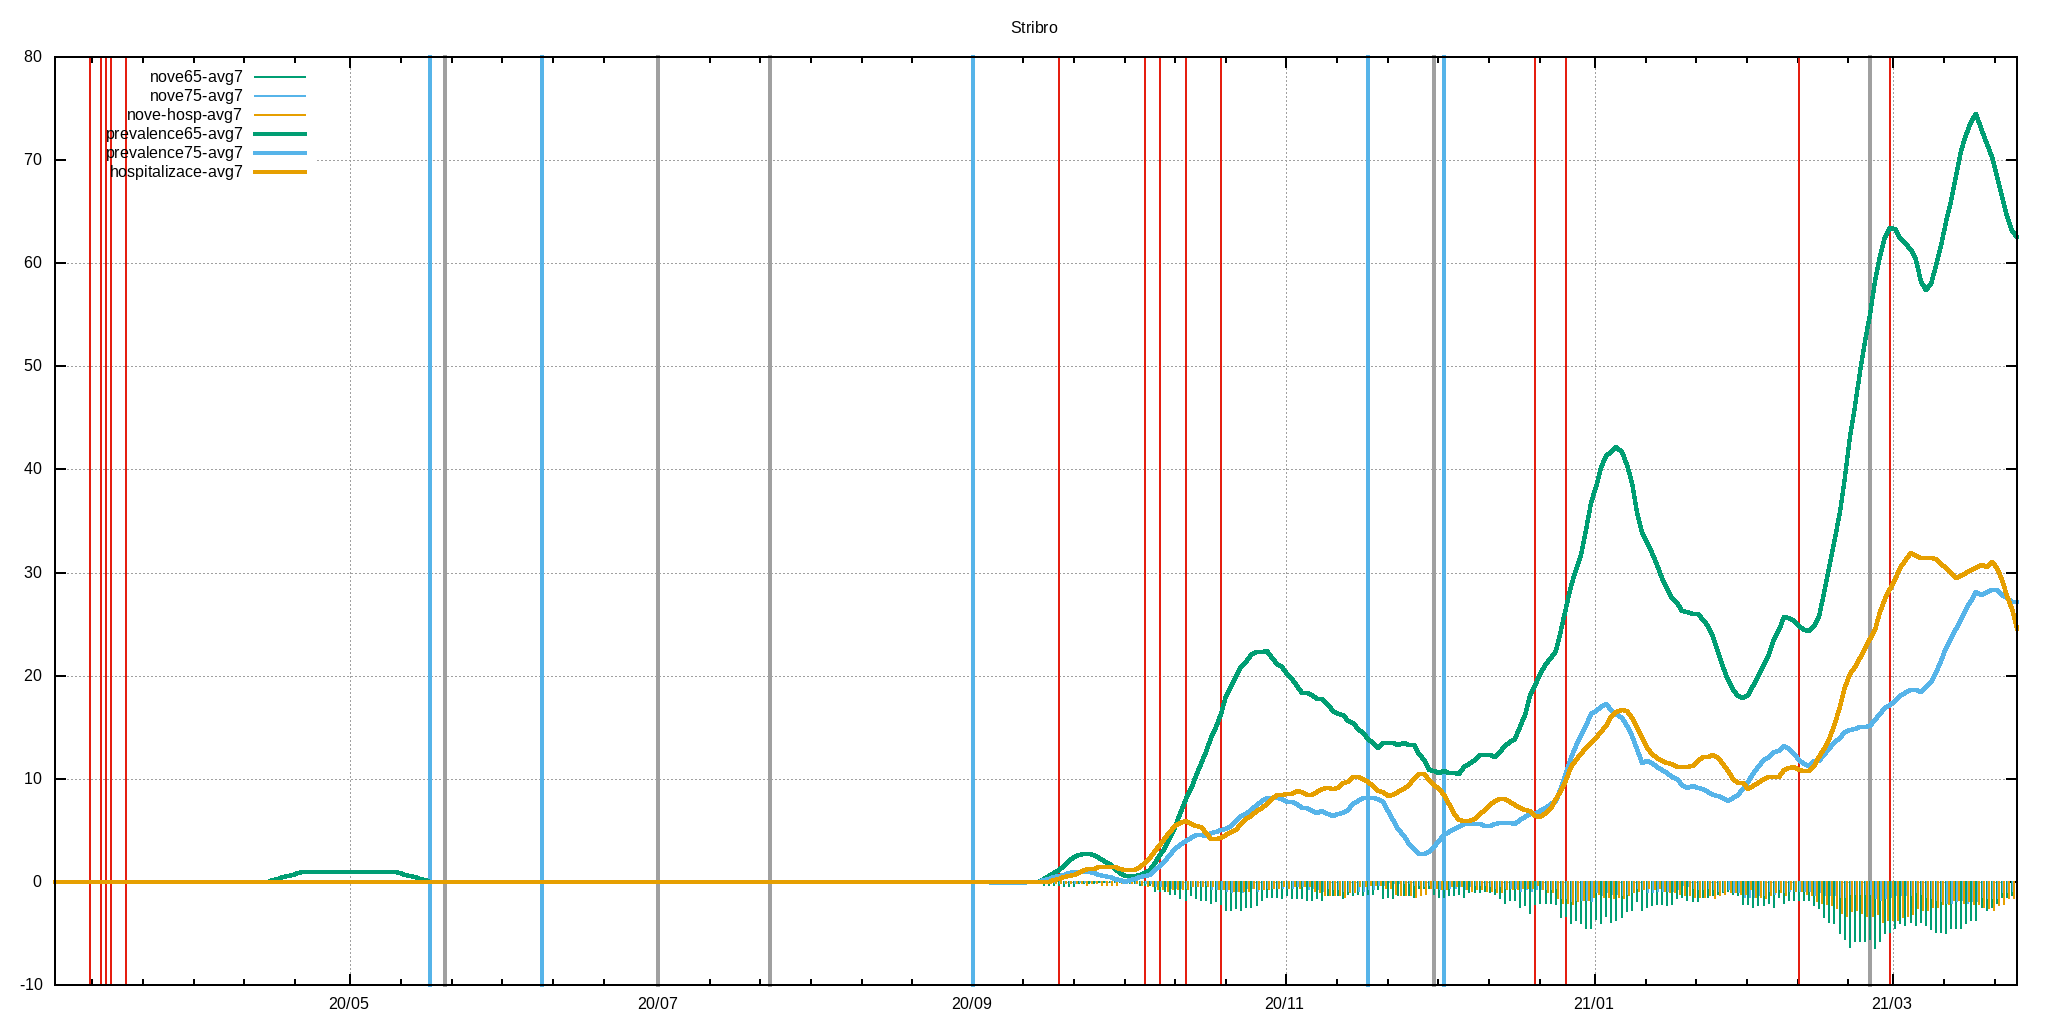 Stribro
80
70
60
50
40
30
20
10
0
-10
nove65-avg7
nove75-avg7
nove-hosp-avg7
prevalence65-avg7
prevalence75-avg7
hospitalizace-avg7
20/05 20/07 20/09 20/11 21/01 21/03